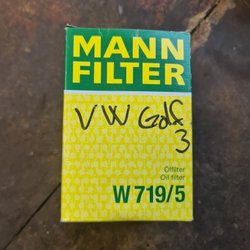 MANN
FILTER
VW Golf
3
Ölfilter
Oil filter
W 719/5